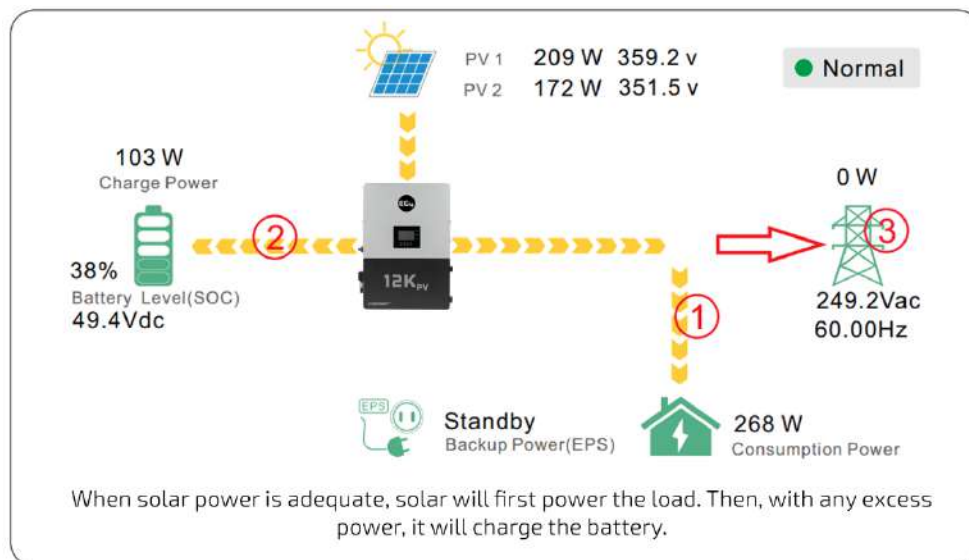 PV 1 209 W 359.2 v
PV 2 172 W 351.5 v
Normal
103 W
Charge Power
38%
Battery Level(SOC)
49.4Vdc
②
EG4
12KPV
①
0 W
③
249.2Vac
60.00Hz
EPS
Standby
Backup Power(EPS)
268 W
Consumption Power
When solar power is adequate, solar will first power the load. Then, with any excess
power, it will charge the battery.